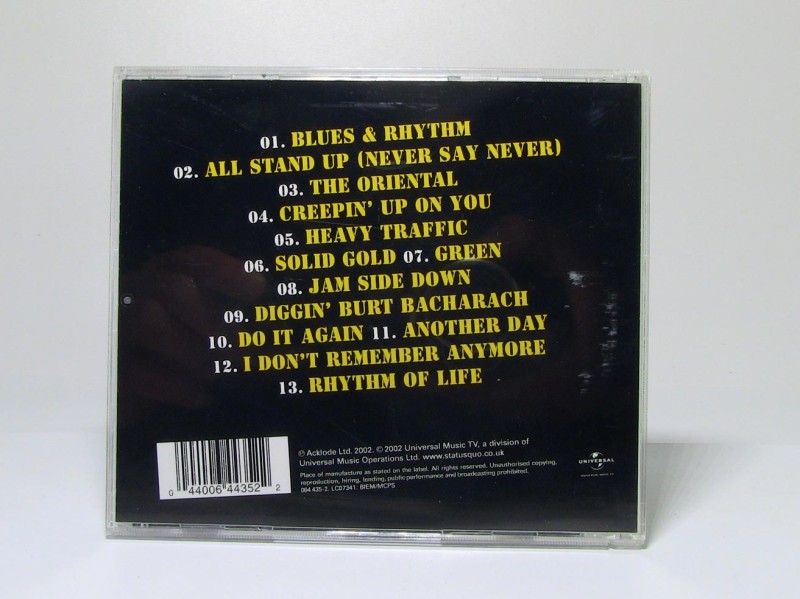 01. BLUES & RHYTHM
02. ALL STAND UP (NEVER SAY NEVER)
03. THE ORIENTAL
04. CREEPIN' UP ON YOU
05. HEAVY TRAFFIC
06. SOLID GOLD 07. GREEN
08. JAM SIDE DOWN
09. DIGGIN' BURT BACHARACH
10. DO IT AGAIN 11. ANOTHER DAY
12. I DON'T REMEMBER ANYMORE
13. RHYTHM OF LIFE
℗ Acklode Ltd. 2002. © 2002 Universal Music TV, a division of
Universal Music Operations Ltd. www.statusquo.co.uk
Place of manufacture as stated on the label. All rights reserved. Unauthorised copying,
reproduction, hiring, lending, public performance and broadcasting prohibited.
064 435-2. LC07341. BIEM/MCPS
0 44006 44352 2
UNIVERSAL